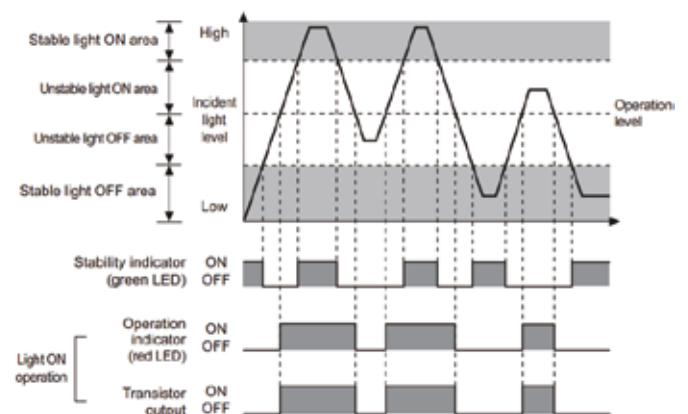 Stable light ON area
High
Unstable light ON area
Incident
light
level
Operation
level
Unstable light OFF area
Stable light OFF area
Low
Stability indicator
(green LED)
ON
OFF
Operation
indicator
(red LED)
ON
OFF
Light ON
operation
Transistor
output
ON
OFF